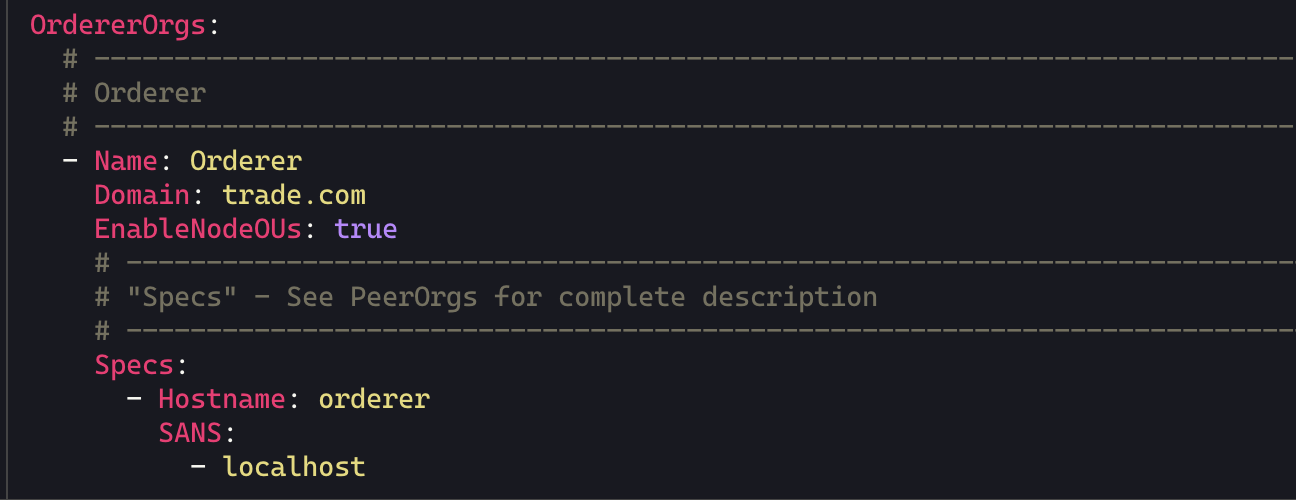 OrdererOrgs:
  # ---------------------------------------------------------------------------
  # Orderer
  # ---------------------------------------------------------------------------
  - Name: Orderer
    Domain: trade.com
    EnableNodeOUs: true
    # -------------------------------------------------------------------------
    # "Specs" - See PeerOrgs for complete description
    # -------------------------------------------------------------------------
    Specs:
      - Hostname: orderer
        SANS:
          - localhost